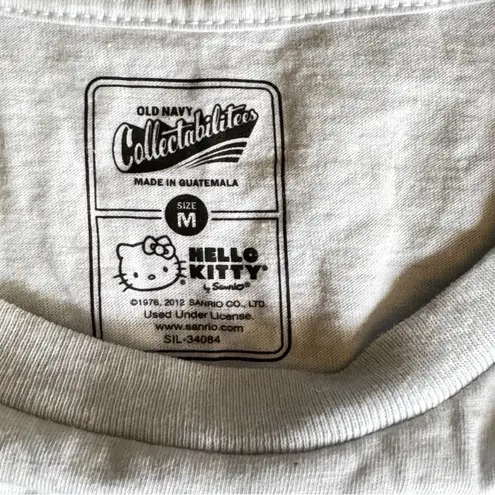 OLD NAVY
Collectabilitees
MADE IN GUATEMALA
SIZE
M
HELLO
KITTY®
by Sanrio®
©1976, 2012 SANRIO CO., LTD.
Used Under License.
www.sanrio.com
SIL-34084